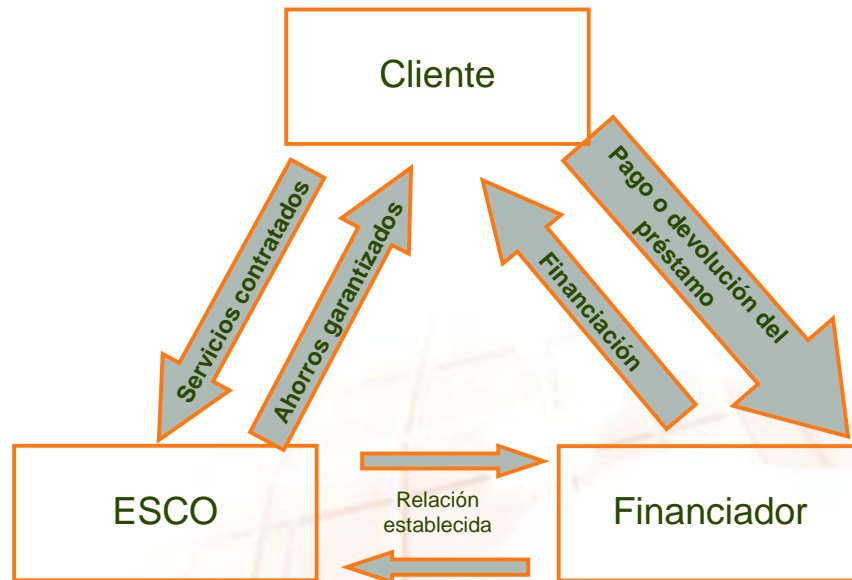 Cliente
Servicios contratados
Ahorros garantizados
Financiación
Pago o devolución del
préstamo
ESCO
Relación
establecida
Financiador